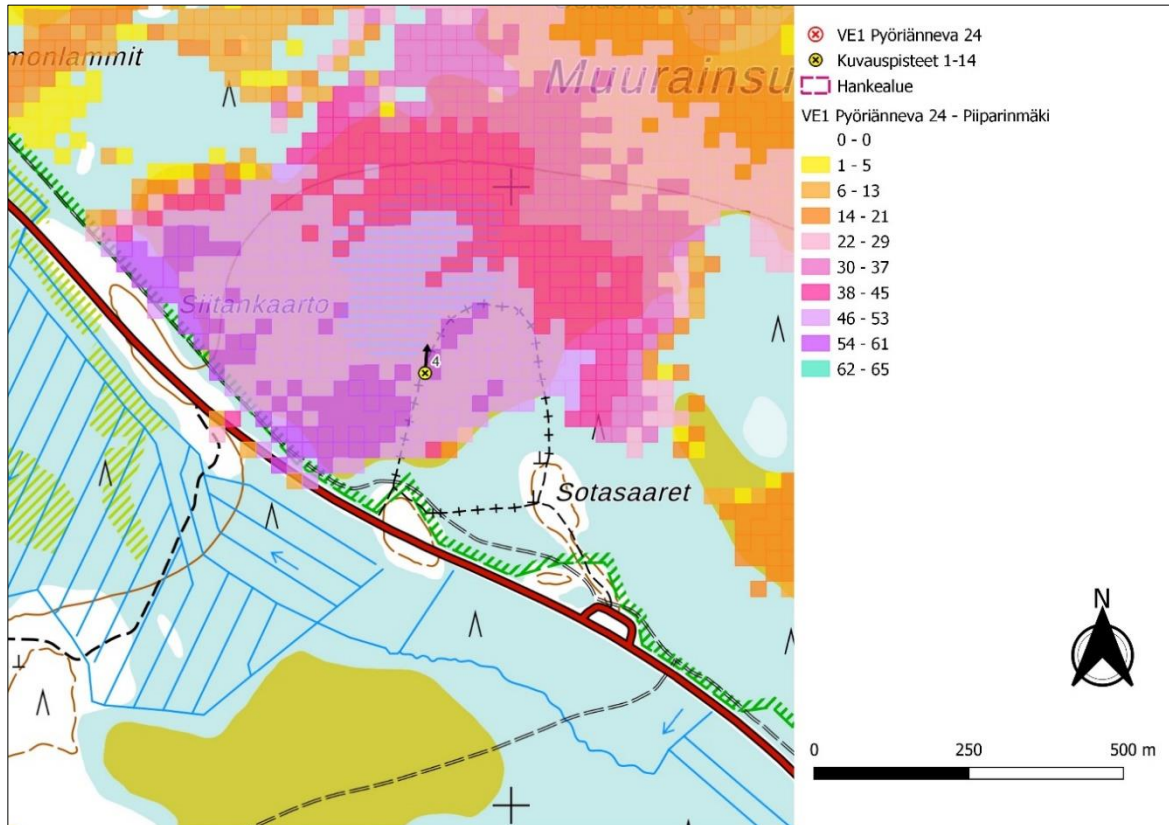 monlammit
Muurainsu
Siitankaarto
4
Sotasaaret
VE1 Pyöriänneva 24
Kuvauspisteet 1-14
Hankealue
VE1 Pyöriänneva 24 - Piiparinmäki
0 - 0
1 - 5
6 - 13
14 - 21
22 - 29
30 - 37
38 - 45
46 - 53
54 - 61
62 - 65
N
0 250 500 m